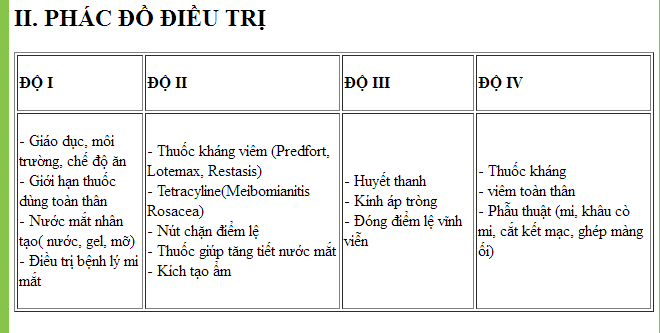 II. PHÁC ĐỒ ĐIỀU TRỊ
ĐỘ I
ĐỘ II
ĐỘ III
ĐỘ IV
- Giáo dục, môi
trường, chế độ ăn
- Giới hạn thuốc
dùng toàn thân
- Nước mắt nhân
tạo( nước, gel, mỡ)
- Điều trị bệnh lý mi
mắt
- Thuốc kháng viêm (Predfort,
Lotemax, Restasis)
- Tetracyline(Meibomianitis
Rosacea)
- Nút chặn điểm lệ
- Thuốc giúp tăng tiết nước mắt
- Kích tạo ẩm
- Huyết thanh
- Kinh áp tròng
- Đóng điểm lệ vĩnh
viễn
- Thuốc kháng
- viêm toàn thân
- Phẫu thuật (mi, khâu cò
mi, cắt kết mạc, ghép màng
ối)